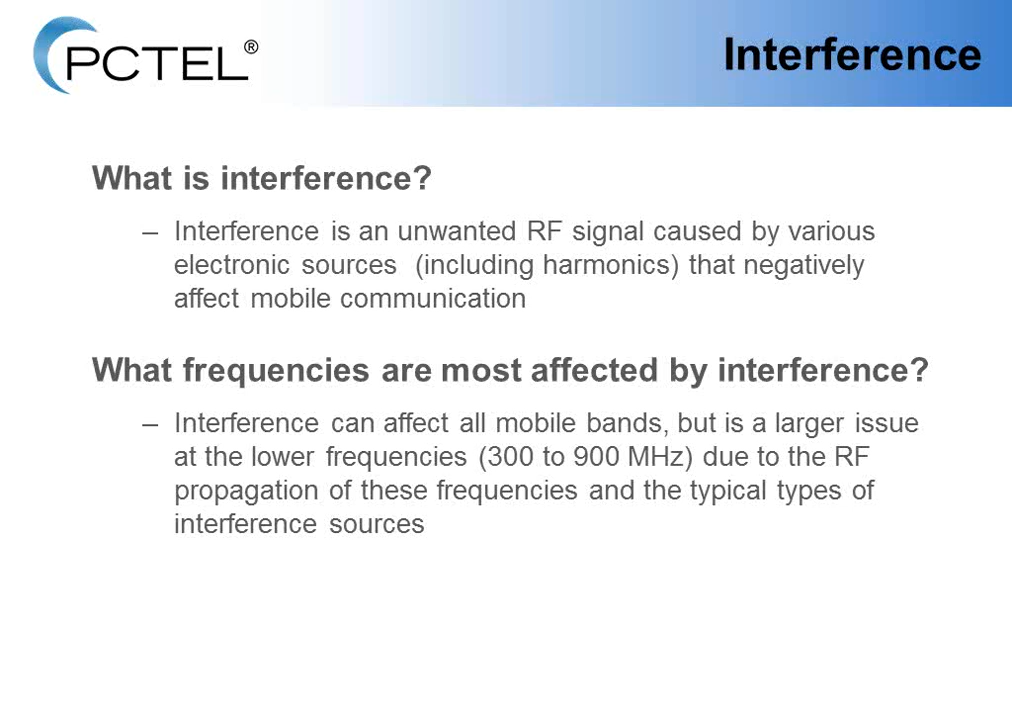 PCTEL®
Interference
What is interference?
– Interference is an unwanted RF signal caused by various
electronic sources (including harmonics) that negatively
affect mobile communication
What frequencies are most affected by interference?
– Interference can affect all mobile bands, but is a larger issue
at the lower frequencies (300 to 900 MHz) due to the RF
propagation of these frequencies and the typical types of
interference sources